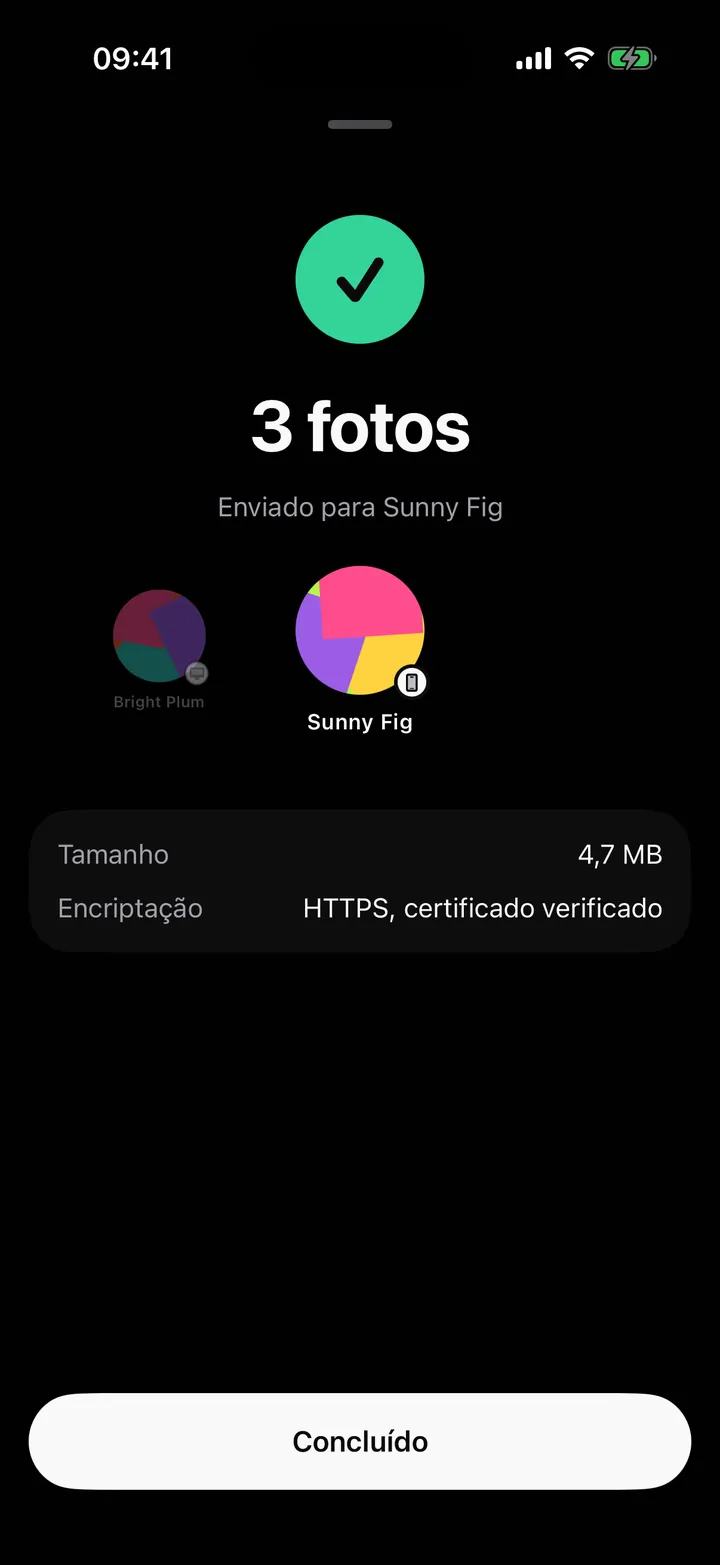 09:41
3 fotos
Enviado para Sunny Fig
Bright Plum
Sunny Fig
Tamanho 4,7 MB
Encriptação HTTPS, certificado verificado
Concluído